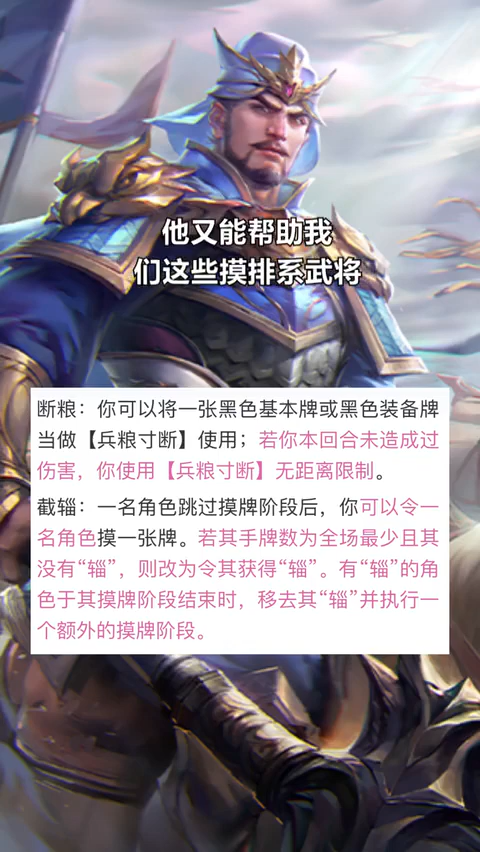 他又能帮助我
们这些摸排系武将
断粮：你可以将一张黑色基本牌或黑色装备牌
当做【兵粮寸断】使用；若你本回合未造成过
伤害，你使用【兵粮寸断】无距离限制。
截辎：一名角色跳过摸牌阶段后，你可以令一
名角色摸一张牌。若其手牌数为全场最少且其
没有“辎”，则改为令其获得“辎”。有“辎”的角
色于其摸牌阶段结束时，移去其“辎”并执行一
个额外的摸牌阶段。